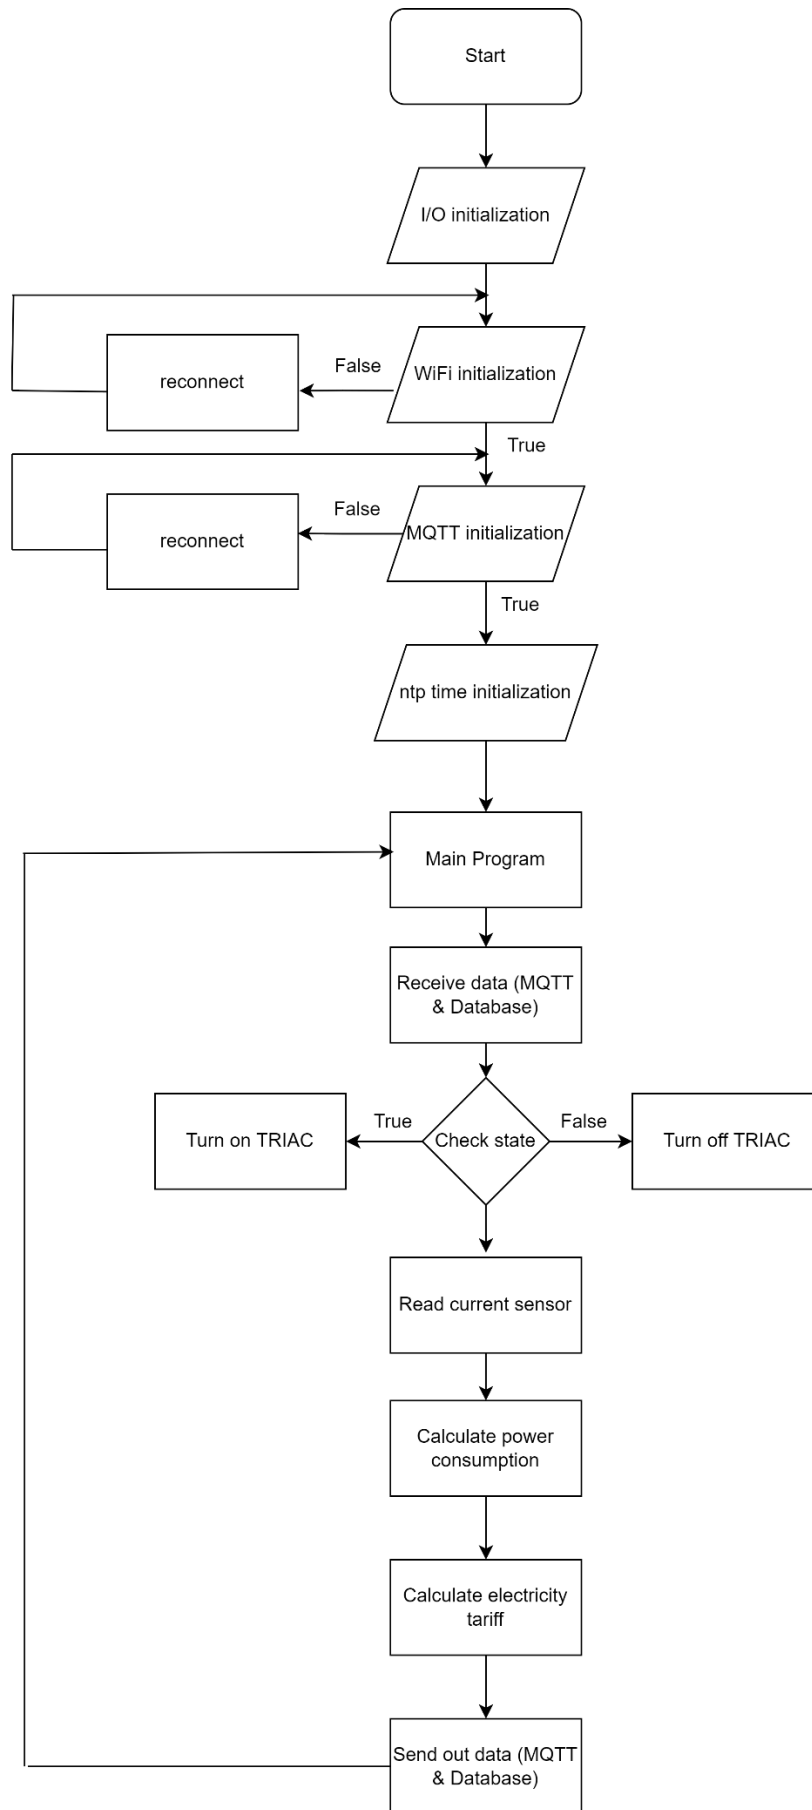 Start
I/O initialization
False
WiFi initialization
reconnect
True
False
MQTT initialization
reconnect
True
ntp time initialization
Main Program
Receive data (MQTT
& Database)
True
False
Turn on TRIAC
Check state
Turn off TRIAC
Read current sensor
Calculate power
consumption
Calculate electricity
tariff
Send out data (MQTT
& Database)